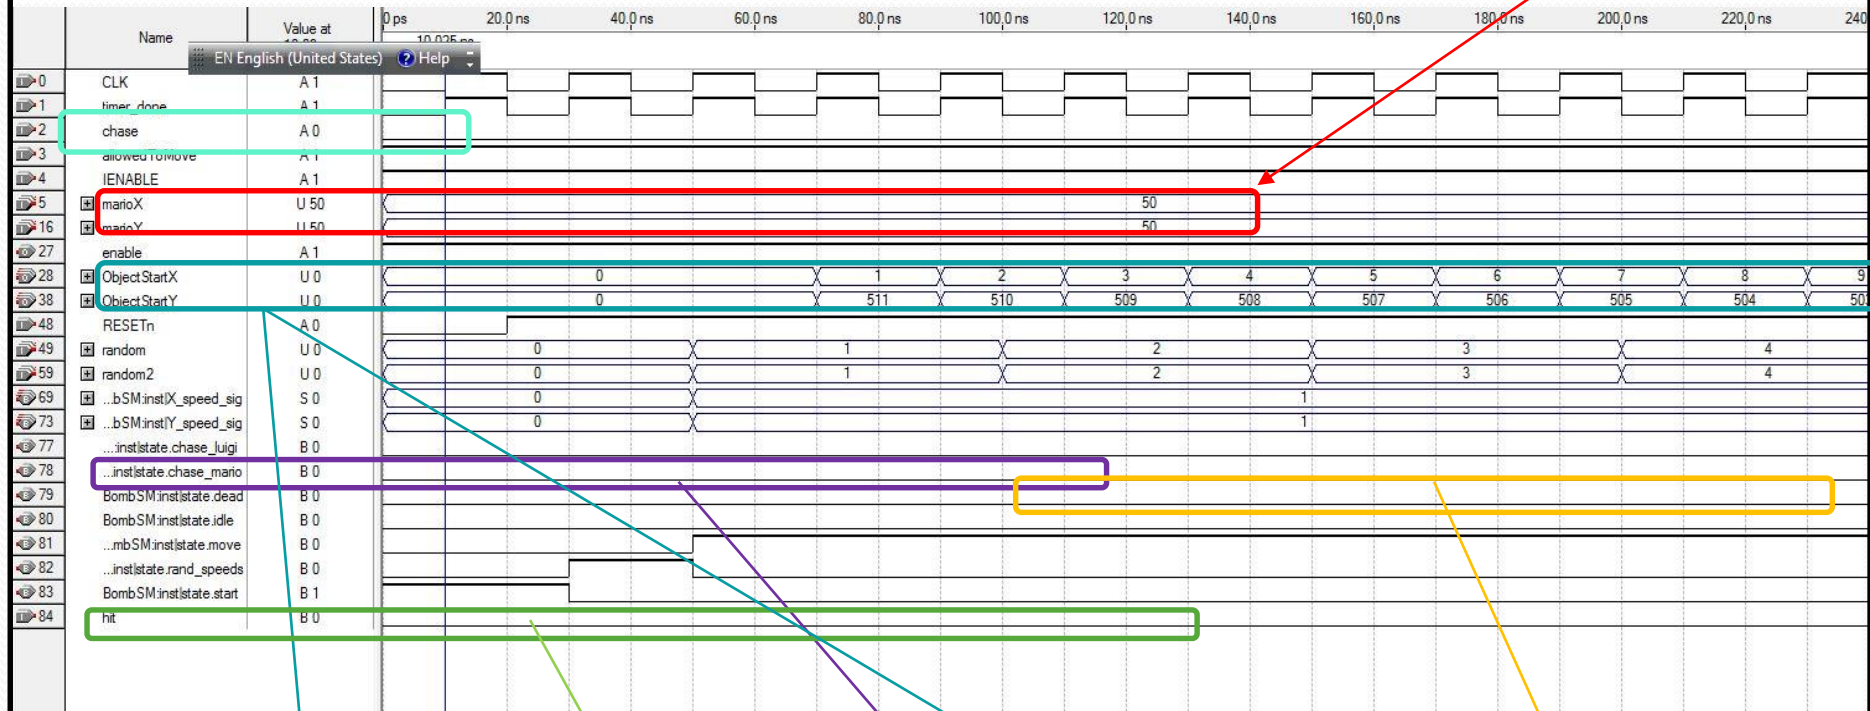 0 ps 20.0 ns 40.0 ns 60.0 ns 80.0 ns 100.0 ns 120.0 ns 140.0 ns 160.0 ns 180.0 ns 200.0 ns 220.0 ns 240
Name Value at
EN English (United States) Help
0 CLK A 1
1 timer_done A 1
2 chase A 0
3 allowedToMove A 1
4 IENABLE A 1
5 marioX U 50 50
16 marioY U 50 50
27 enable A 1
28 ObjectStartX U 0 0 1 2 3 4 5 6 7 8 9
38 ObjectStartY U 0 0 511 510 509 508 507 506 505 504
48 RESETn A 0
49 random U 0 0 1 2 3 4
59 random2 U 0 0 1 2 3 4
69 ...bSM:inst|X_speed_sig S 0 0 1
73 ...bSM:inst|Y_speed_sig S 0 0 1
77 ...:inst|state.chase_luigi B 0
78 ...inst|state.chase_mario B 0
79 BombSM:inst|state.dead B 0
80 BombSM:inst|state.idle B 0
81 ...mbSM:inst|state.move B 0
82 ...inst|state.rand_speeds B 0
83 BombSM:inst|state.start B 1
84 hit B 0